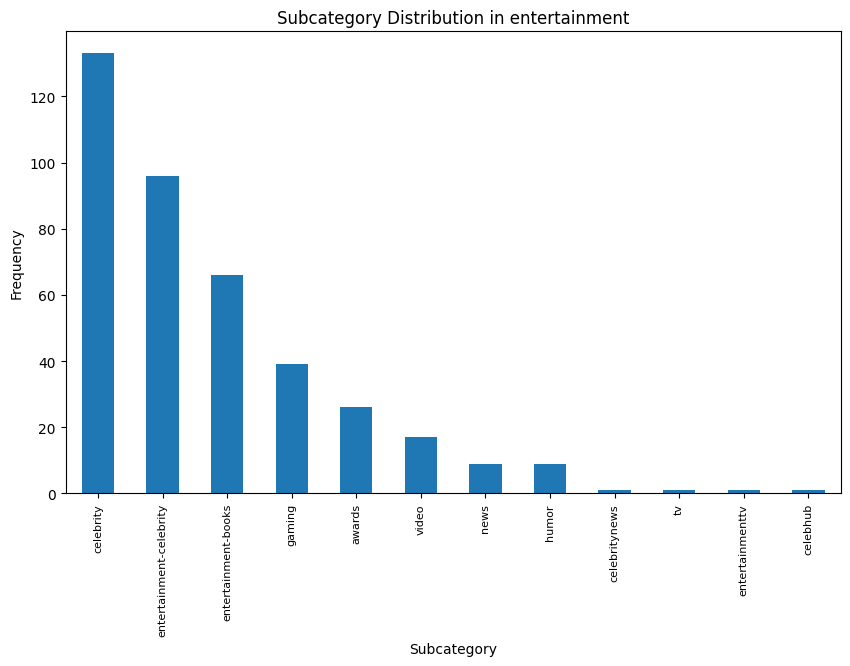 Subcategory Distribution in entertainment
Frequency
120
100
80
60
40
20
0
celebrity
entertainment-celebrity
entertainment-books
gaming
awards
video
news
humor
celebritynews
tv
entertainmenttv
celebhub
Subcategory